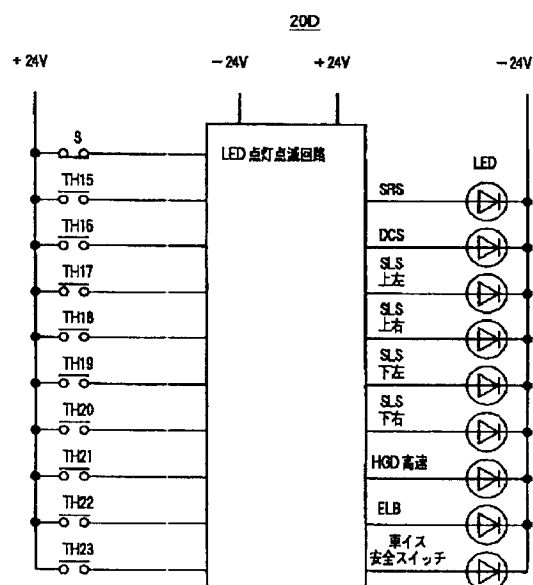 20D
+24V
-24V
+24V
-24V
LED点灯点滅回路
LED
S
TH15
TH16
TH17
TH18
TH19
TH20
TH21
TH22
TH23
SRS
DCS
SLS
上左
SLS
上右
SLS
下左
SLS
下右
HGD高速
ELB
車イス
安全スイッチ